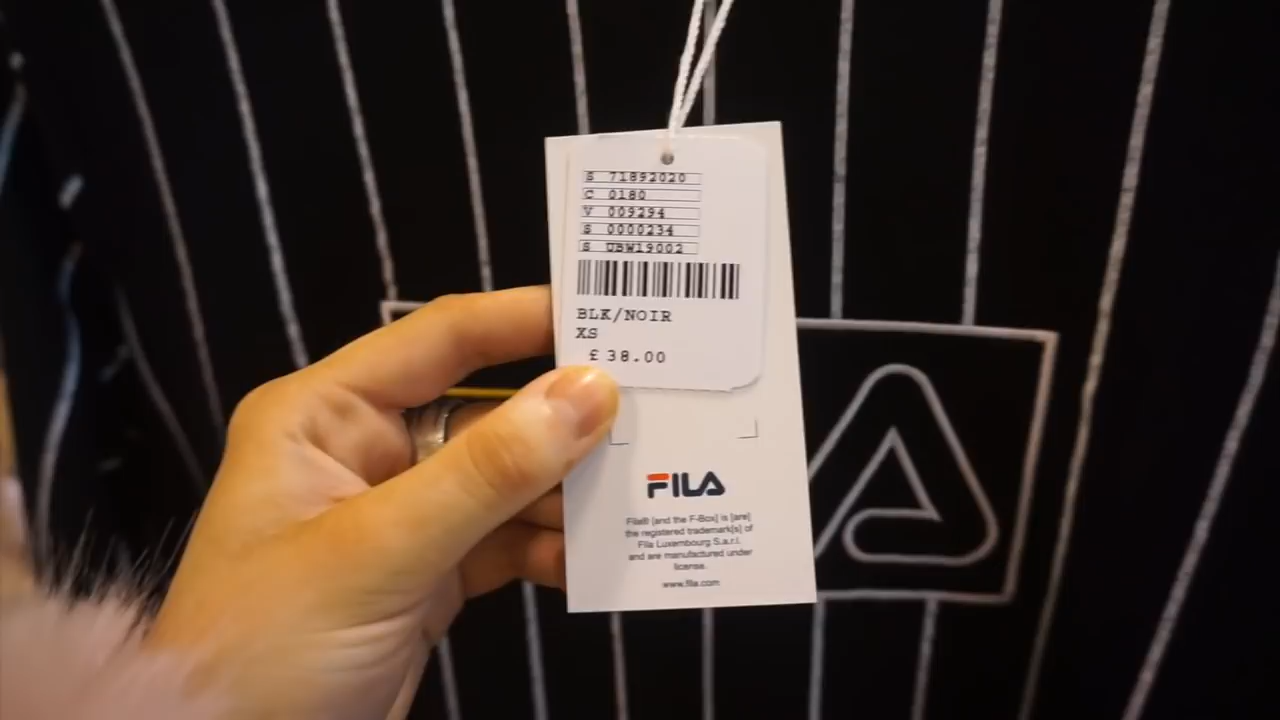 S 71892020
C 0180
V 009294
S 0000234
S UBW19002
BLK/NOIR
XS
£ 38.00
FILA
Fila® [and the F-Box] is [are]
the registered trademark[s] of
Fila Luxembourg S.a.r.l.
and are manufactured under
license.
www.fila.com
A